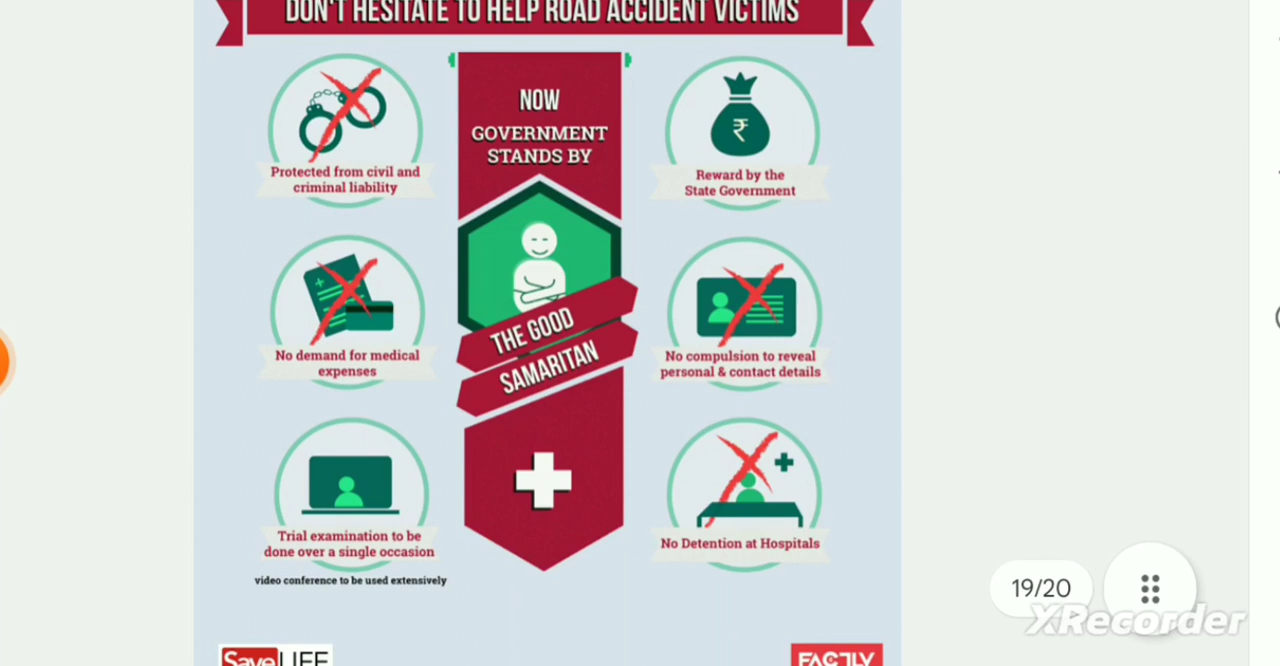 DON'T HESITATE TO HELP ROAD ACCIDENT VICTIMS
NOW
GOVERNMENT
STANDS BY
THE GOOD
SAMARITAN
Protected from civil and
criminal liability
Reward by the
State Government
No demand for medical
expenses
No compulsion to reveal
personal & contact details
Trial examination to be
done over a single occasion
video conference to be used extensively
No Detention at Hospitals
19/20
XRecorder
SaveLIFE
FACTLY